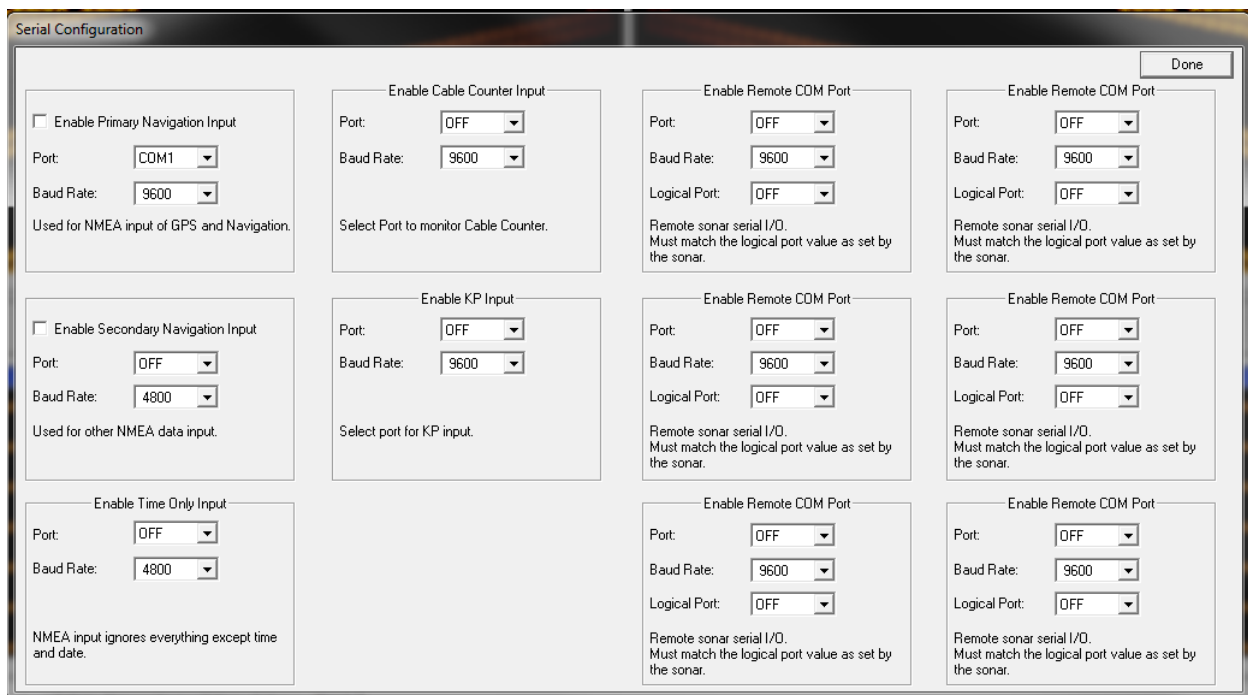 Serial Configuration
Done
Enable Primary Navigation Input
Port: COM1
Baud Rate: 9600
Used for NMEA input of GPS and Navigation.
Enable Cable Counter Input
Port: OFF
Baud Rate: 9600
Select Port to monitor Cable Counter.
Enable Remote COM Port
Port: OFF
Baud Rate: 9600
Logical Port: OFF
Remote sonar serial I/O.
Must match the logical port value as set by
the sonar.
Enable Remote COM Port
Port: OFF
Baud Rate: 9600
Logical Port: OFF
Remote sonar serial I/O.
Must match the logical port value as set by
the sonar.
Enable Secondary Navigation Input
Port: OFF
Baud Rate: 4800
Used for other NMEA data input.
Enable KP Input
Port: OFF
Baud Rate: 9600
Select port for KP input.
Enable Remote COM Port
Port: OFF
Baud Rate: 9600
Logical Port: OFF
Remote sonar serial I/O.
Must match the logical port value as set by
the sonar.
Enable Remote COM Port
Port: OFF
Baud Rate: 9600
Logical Port: OFF
Remote sonar serial I/O.
Must match the logical port value as set by
the sonar.
Enable Time Only Input
Port: OFF
Baud Rate: 4800
NMEA input ignores everything except time
and date.
Enable Remote COM Port
Port: OFF
Baud Rate: 9600
Logical Port: OFF
Remote sonar serial I/O.
Must match the logical port value as set by
the sonar.
Enable Remote COM Port
Port: OFF
Baud Rate: 9600
Logical Port: OFF
Remote sonar serial I/O.
Must match the logical port value as set by
the sonar.